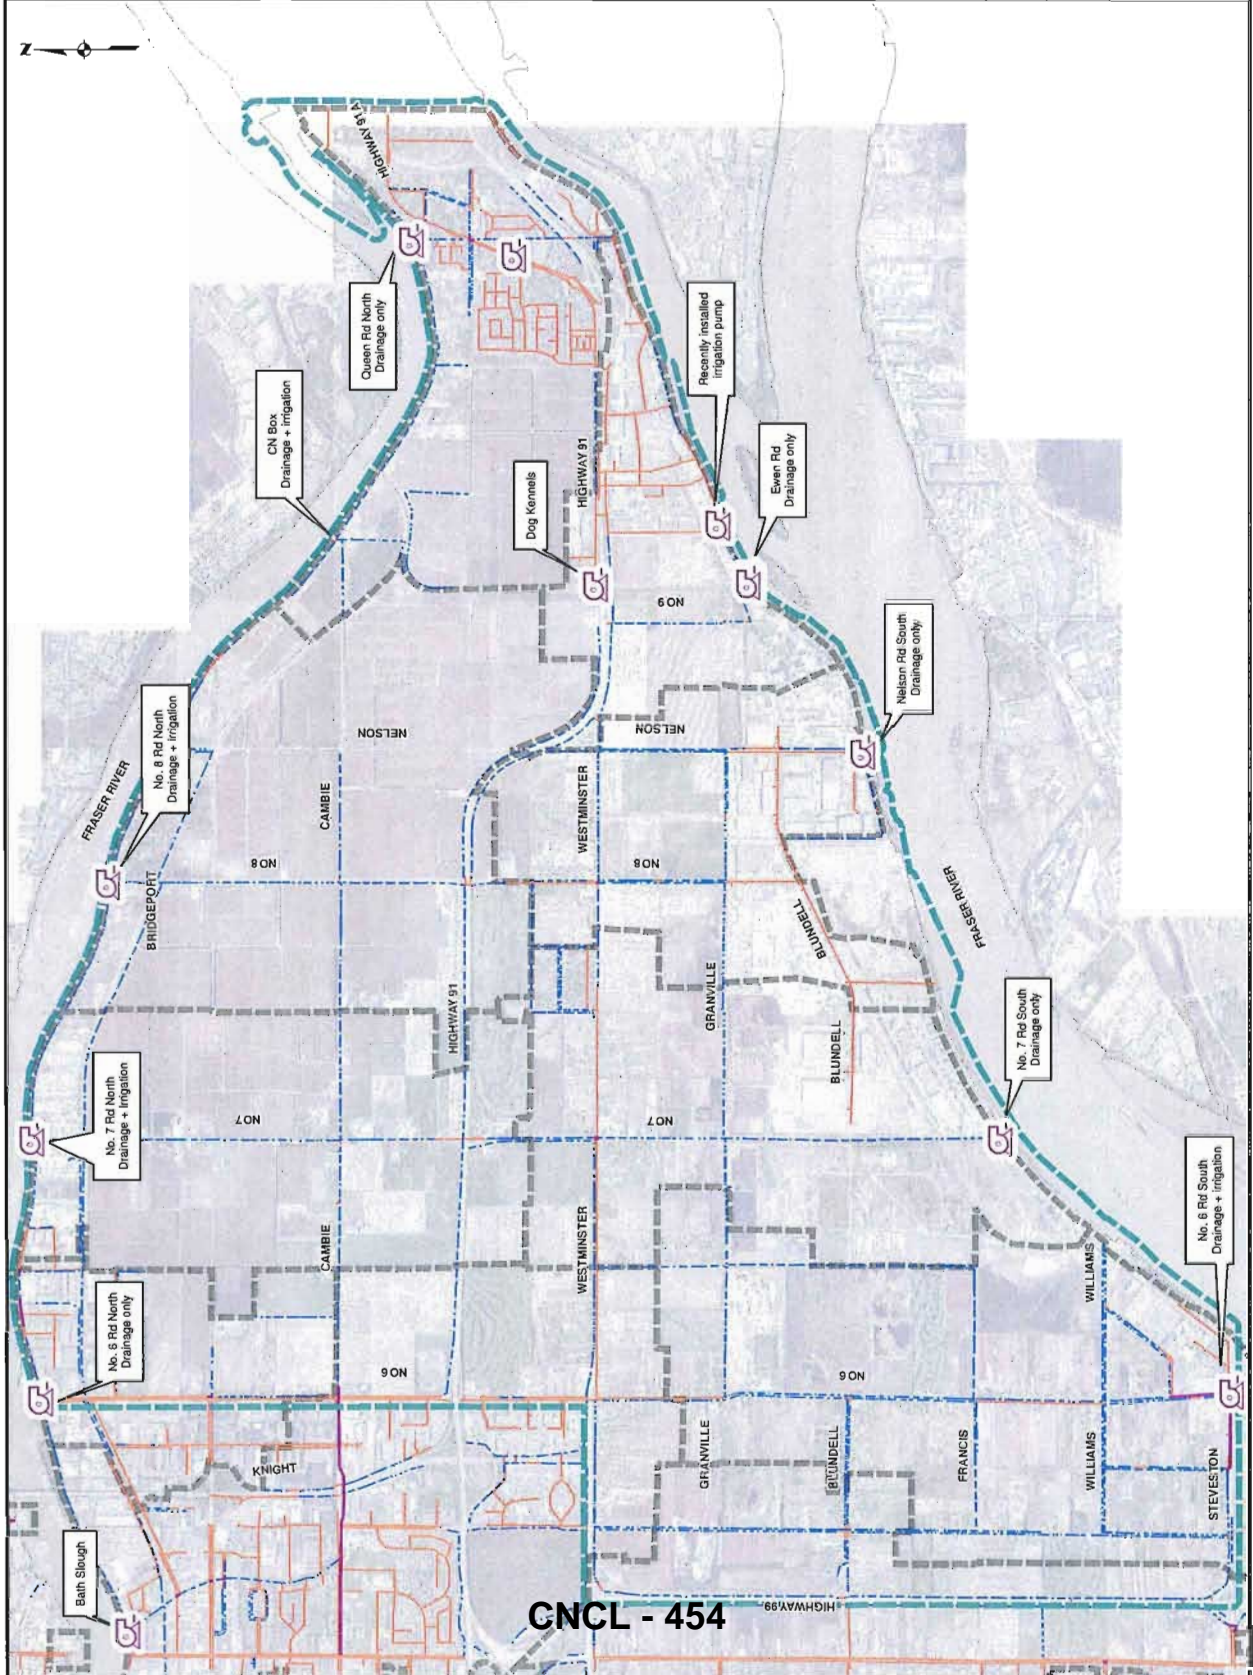 N
HIGHWAY 91A
Queen Rd North
Drainage only
CN Box
Drainage + irrigation
Recently installed
irrigation pump
HIGHWAY 91
Dog Kennels
Ewen Rd
Drainage only
NO 9
Nelson Rd South
Drainage only
No. 8 Rd North
Drainage + irrigation
FRASER RIVER
NELSON
NELSON
CAMBIE
WESTMINSTER
NO 8
NO 8
BRIDGEPORT
BLUNDELL
FRASER RIVER
GRANVILLE
HIGHWAY 91
BLUNDELL
No. 7 Rd South
Drainage only
No. 7 Rd North
Drainage + Irrigation
NO 7
NO 7
CAMBIE
WESTMINSTER
WILLIAMS
No. 6 Rd South
Drainage + irrigation
No. 6 Rd North
Drainage only
NO 6
NO 6
KNIGHT
GRANVILLE
BLUNDELL
FRANCIS
WILLIAMS
STEVESTON
Bath Slough
HIGHWAY 99
CNCL - 454